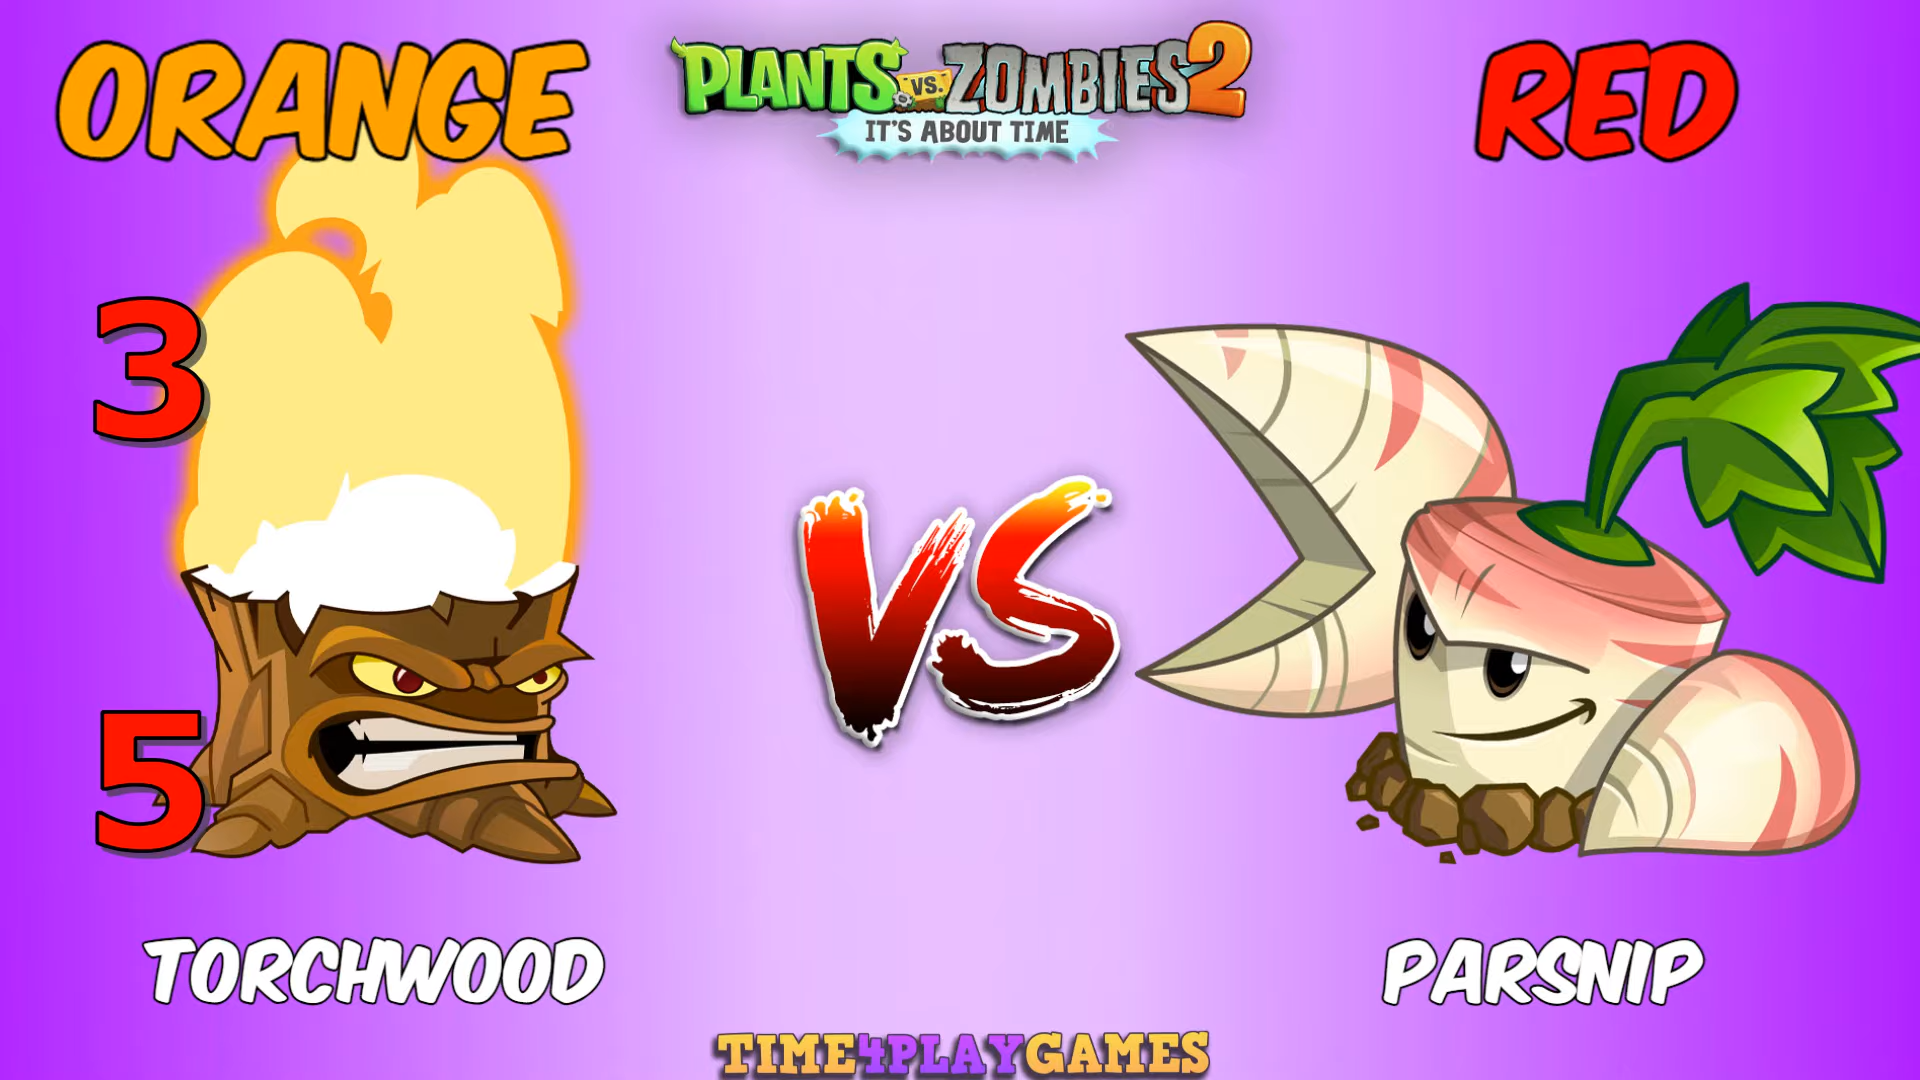 ORANGE
PLANTS VS. ZOMBIES 2
IT'S ABOUT TIME
RED
3
VS
5
TORCHWOOD
PARSNIP
TIME4PLAYGAMES